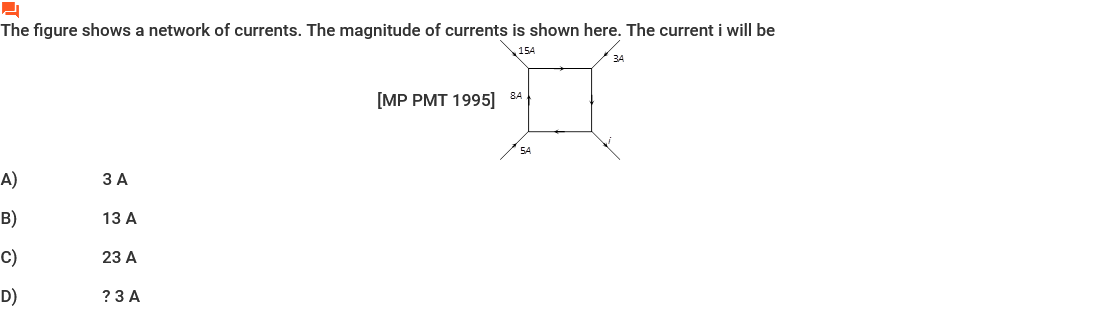 The figure shows a network of currents. The magnitude of currents is shown here. The current i will be
15A
3A
[MP PMT 1995]
8A
i
5A
A) 3 A
B) 13 A
C) 23 A
D) ? 3 A